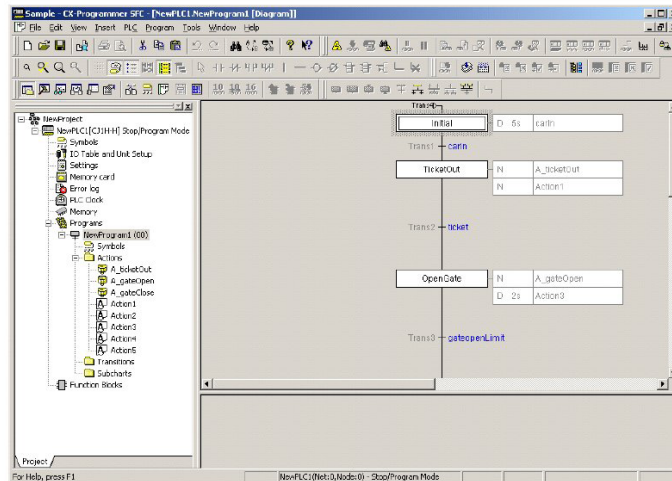 Sample - CX-Programmer SFC - [NewPLC1.NewProgram1 [Diagram]]
File Edit View Insert PLC Program Tools Window Help
NewProject
NewPLC1[CJ1H-H] Stop/Program Mode
Symbols
IO Table and Unit Setup
Settings
Memory card
Error log
PLC Clock
Memory
Programs
NewProgram1 (00)
Symbols
Actions
A_ticketOut
A_gateOpen
A_gateClose
Action1
Action2
Action3
Action4
Action5
Transitions
Subcharts
Function Blocks
Project
Initial D 5s carIn
Trans1 carIn
TicketOut N A_ticketOut
N Action1
Trans2 ticket
OpenGate N A_gateOpen
D 2s Action3
Trans3 gateopenLimit
For Help, press F1
NewPLC1(Net:0,Node:0) - Stop/Program Mode